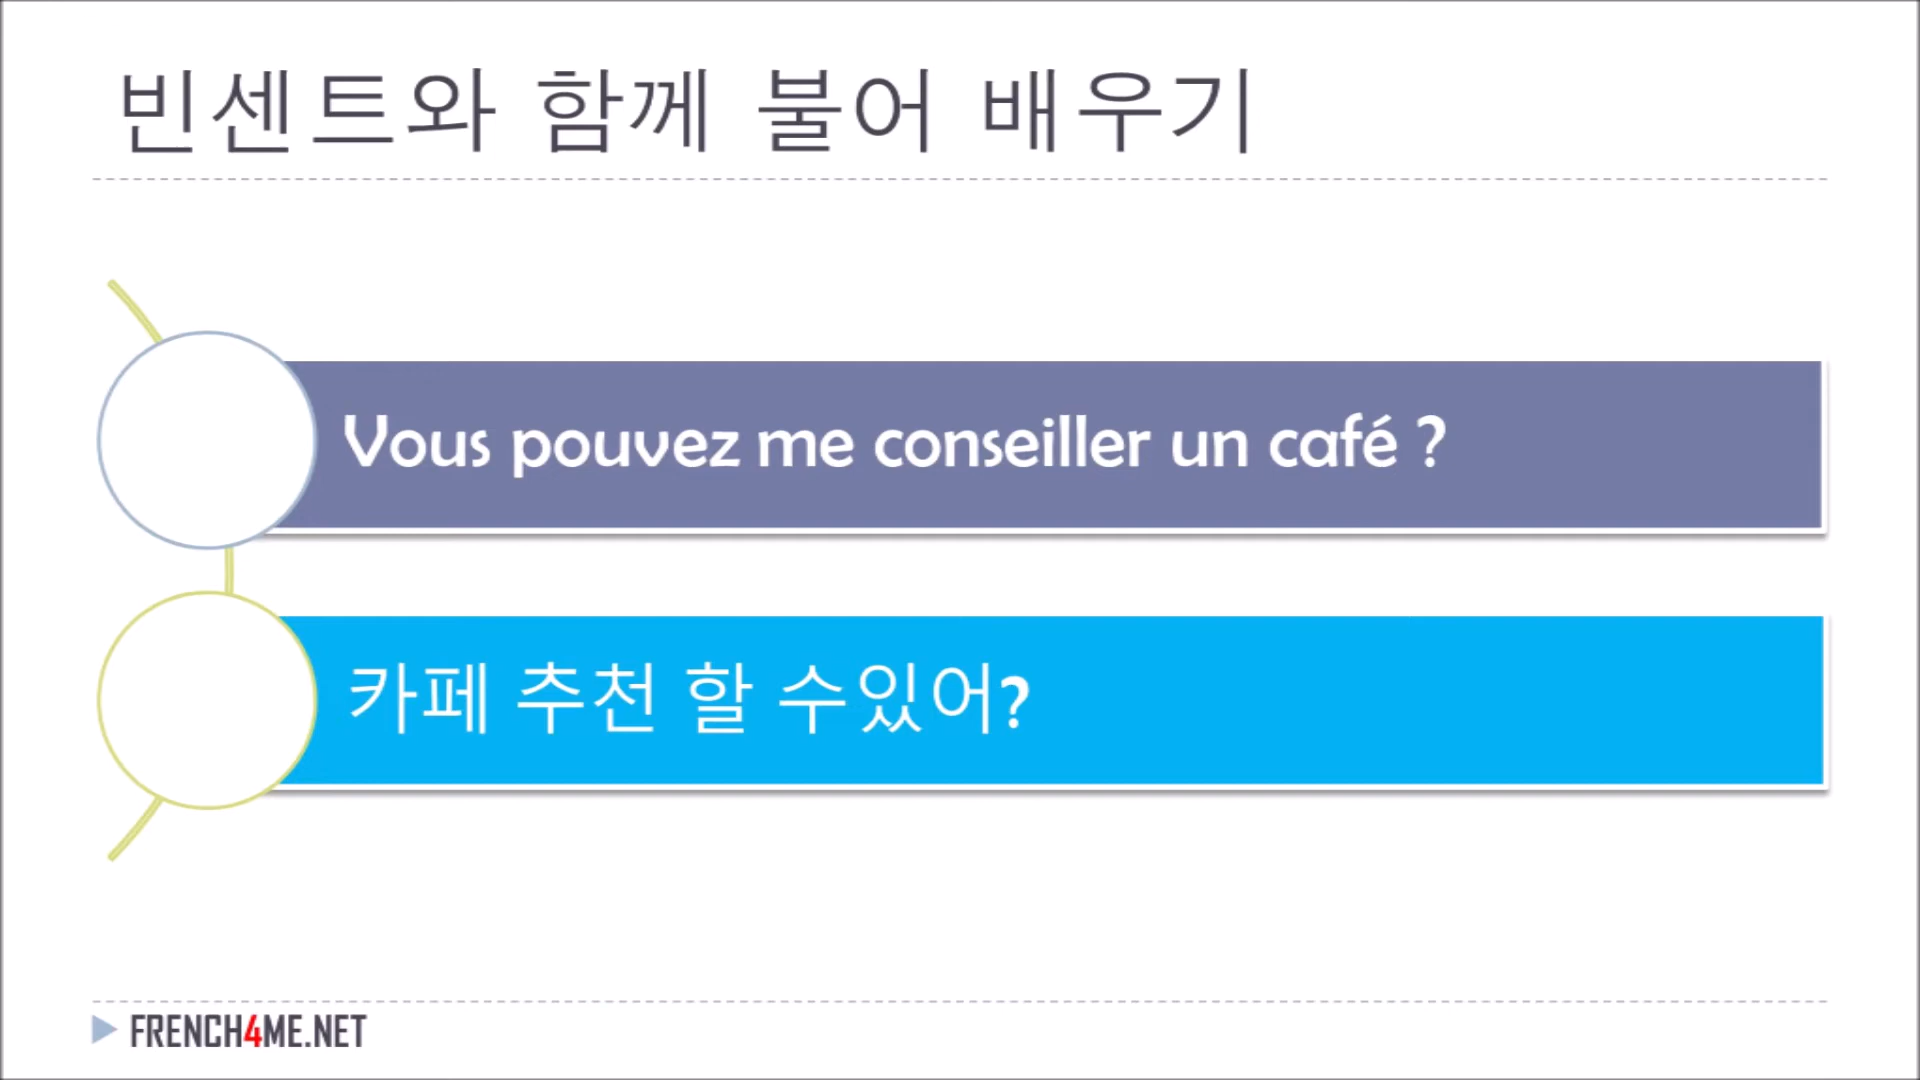 빈센트와 함께 불어 배우기
Vous pouvez me conseiller un café ?
카페 추천 할 수있어?
FRENCH4ME.NET